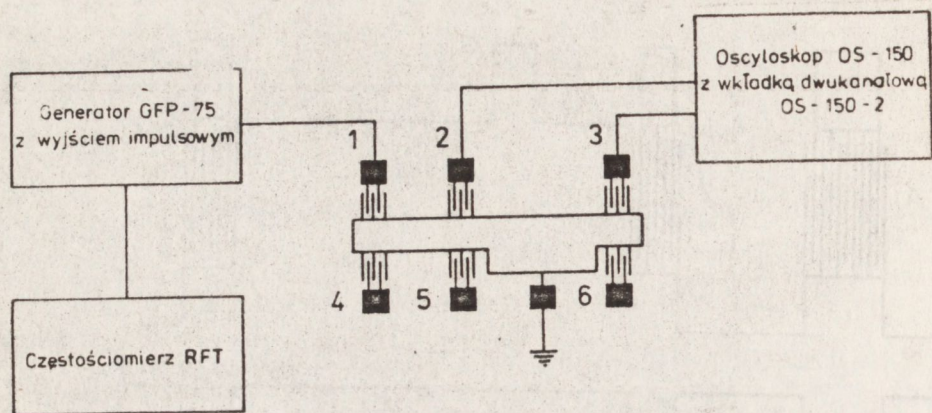 Generator GFP-75
z wyjściem impulsowym
Oscyloskop OS - 150
z wkładką dwukanałową
OS - 150 - 2
1
2
3
4
5
6
Częstościomierz RFT